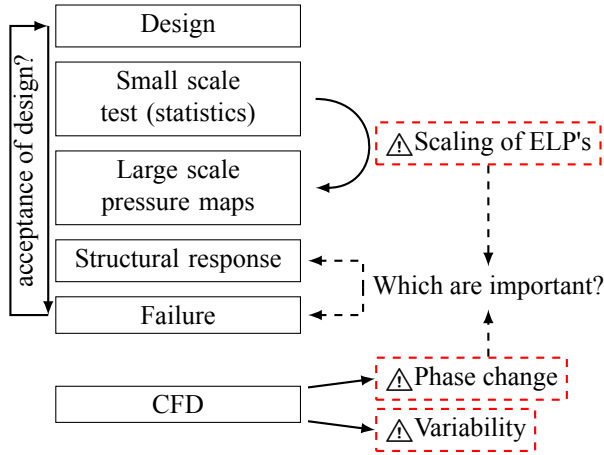 Design
acceptance of design?
Small scale
test (statistics)
Scaling of ELP's
Large scale
pressure maps
Structural response
Which are important?
Failure
Phase change
CFD
Variability